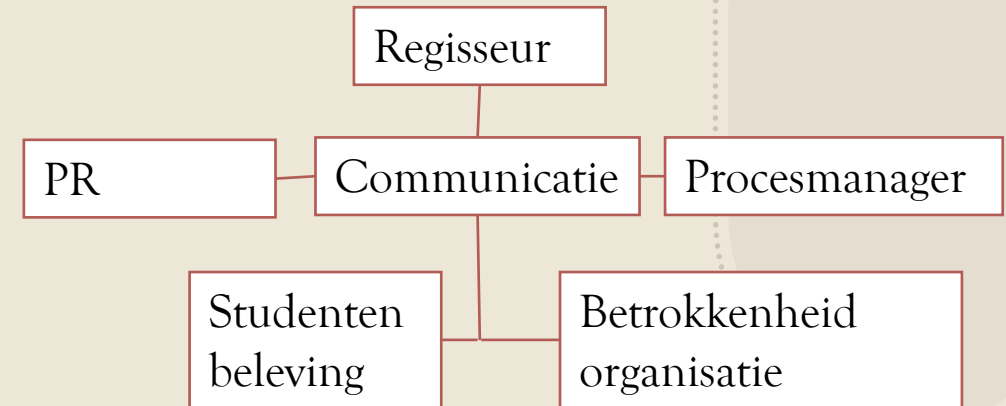 Regisseur
PR
Communicatie
Procesmanager
Studenten
beleving
Betrokkenheid
organisatie